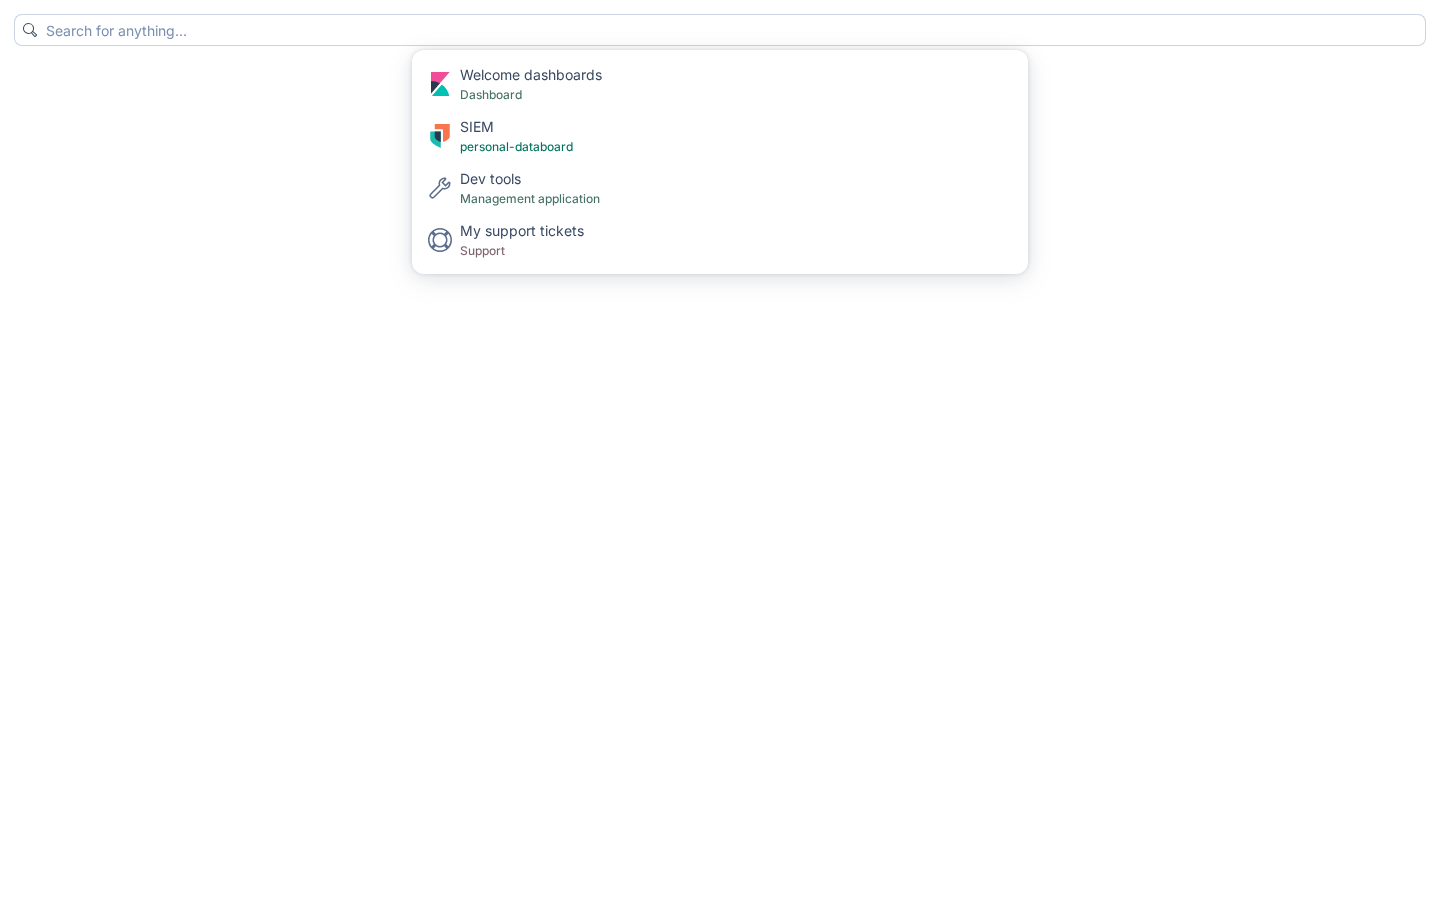 Search for anything...
Welcome dashboards
Dashboard
SIEM
personal-databoard
Dev tools
Management application
My support tickets
Support